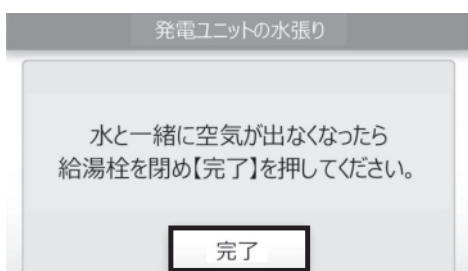 発電ユニットの水張り
水と一緒に空気が出なくなったら
給湯栓を閉め【完了】を押してください。
完了